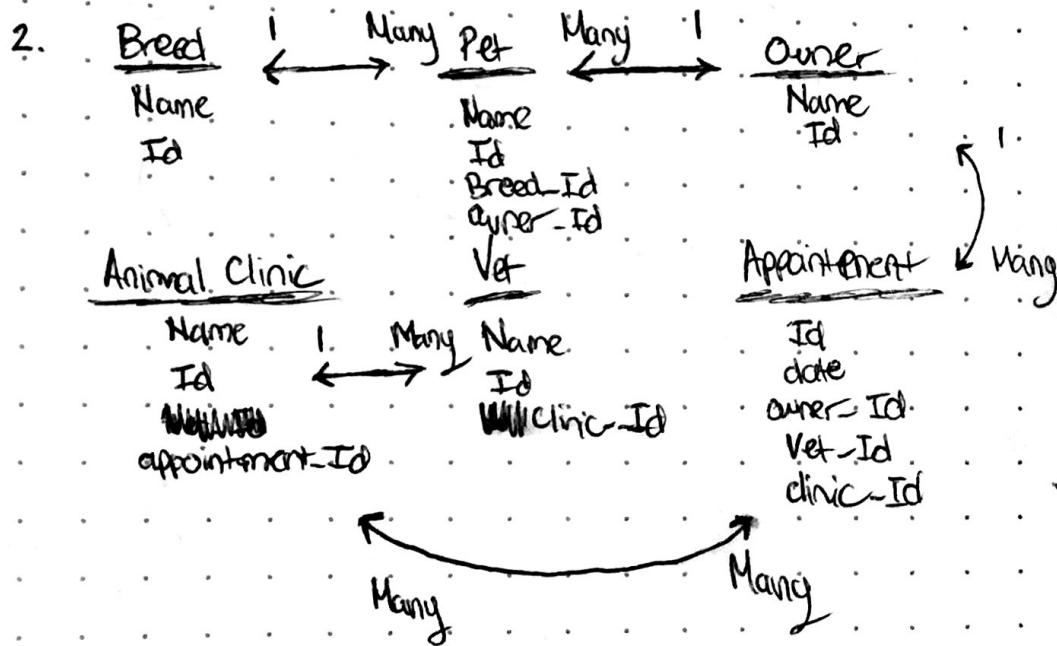 2.
Breed 1 Many Pet Many 1 Owner
Name
Id
Name
Id
Breed_Id
Owner_Id
Name
Id
1
Many
Animal Clinic
Name
Id
appointment_Id
1 Many
Vet
Name
Id
Clinic_Id
Appointement
Id
date
owner_Id
Vet_Id
clinic_Id
Many
Many